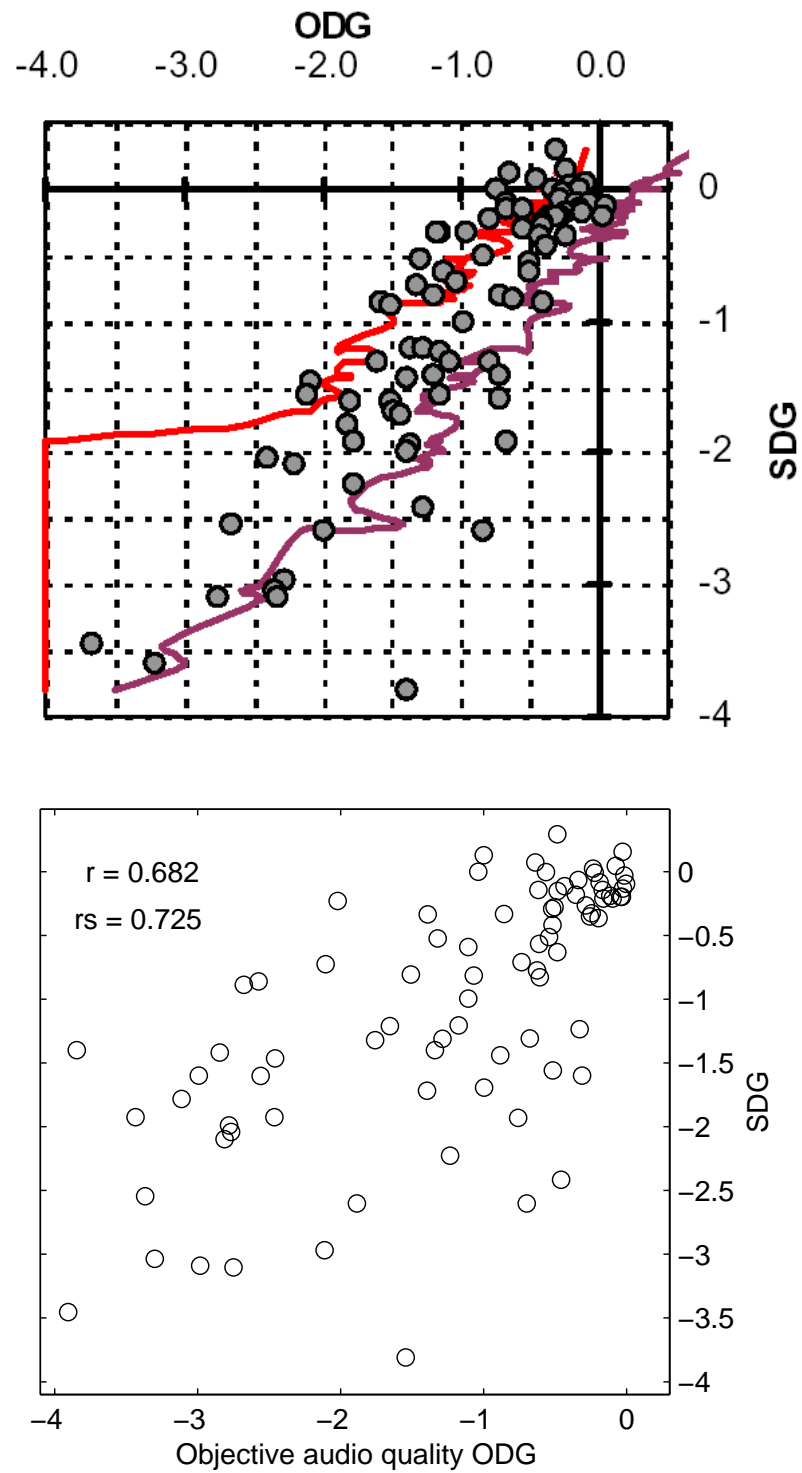 ODG
-4.0 -3.0 -2.0 -1.0 0.0
0
-1
-2
-3
-4
SDG
r = 0.682
rs = 0.725
0
−0.5
−1
−1.5
−2
−2.5
−3
−3.5
−4
SDG
−4 −3 −2 −1 0
Objective audio quality ODG